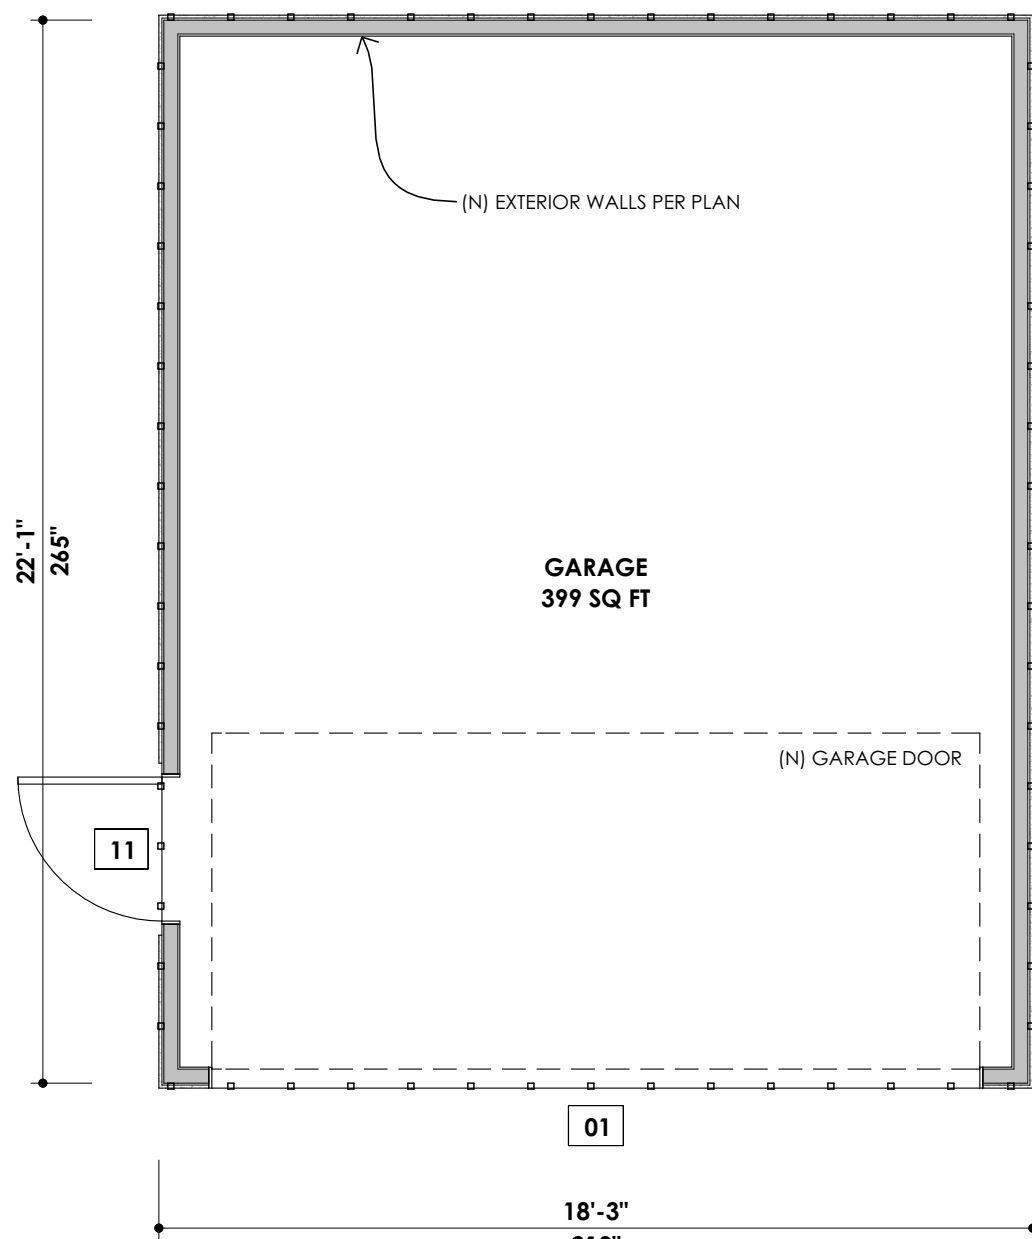 (N) EXTERIOR WALLS PER PLAN
22'-1"
265"
GARAGE
399 SQ FT
(N) GARAGE DOOR
11
01
18'-3"